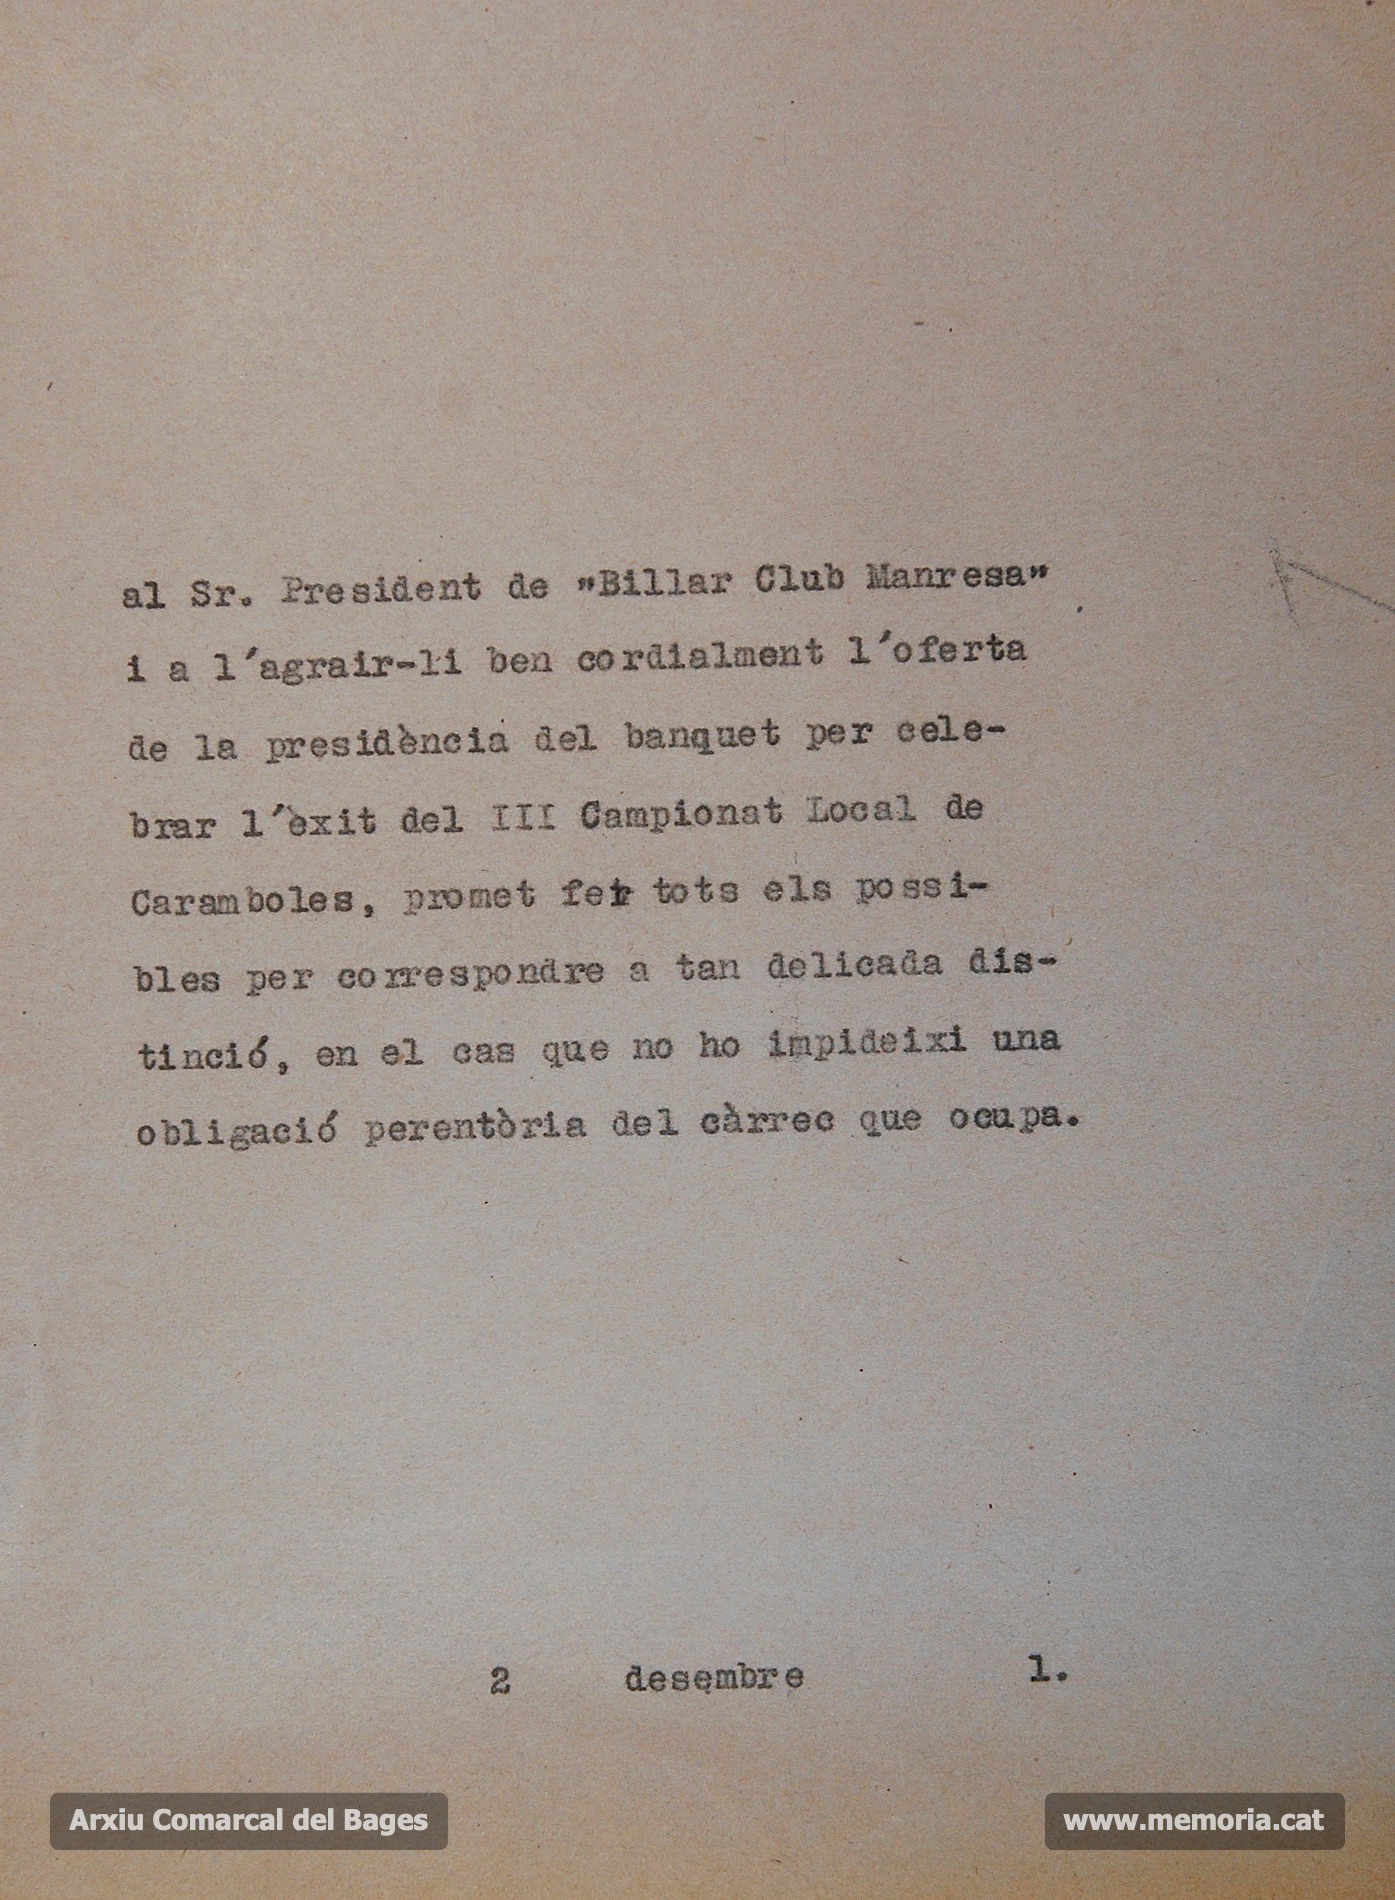 al Sr. President de "Billar Club Manresa"
i a l'agrair-li ben cordialment l'oferta
de la presidència del banquet per cele-
brar l'èxit del III Campionat Local de
Caramboles, promet fer tots els possi-
bles per correspondre a tan delicada dis-
tinció, en el cas que no ho impideixi una
obligació perentòria del càrrec que ocupa.
2 desembre 1.
Arxiu Comarcal del Bages
www.memoria.cat